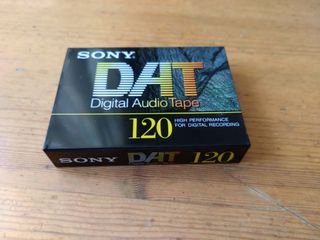 SONY
DAT
Digital Audio Tape
120
HIGH PERFORMANCE
FOR DIGITAL RECORDING
SONY DAT 120